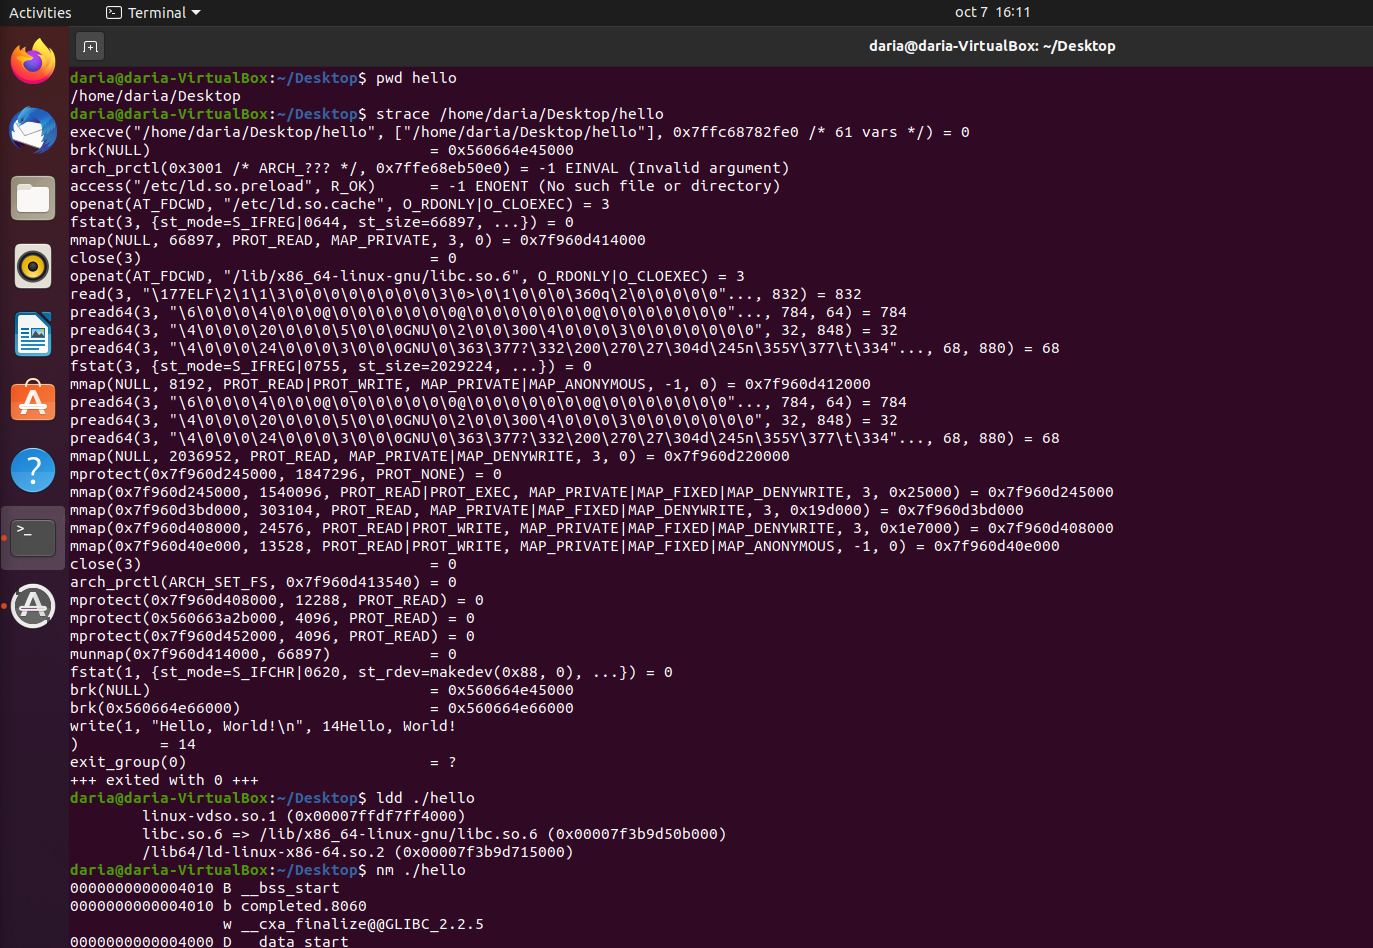 Activities
Terminal
oct 7 16:11
daria@daria-VirtualBox: ~/Desktop
daria@daria-VirtualBox:~/Desktop$ pwd hello
/home/daria/Desktop
daria@daria-VirtualBox:~/Desktop$ strace /home/daria/Desktop/hello
execve("/home/daria/Desktop/hello", ["/home/daria/Desktop/hello"], 0x7ffc68782fe0 /* 61 vars */) = 0
brk(NULL)                               = 0x560664e45000
arch_prctl(0x3001 /* ARCH_??? */, 0x7ffe68eb50e0) = -1 EINVAL (Invalid argument)
access("/etc/ld.so.preload", R_OK)      = -1 ENOENT (No such file or directory)
openat(AT_FDCWD, "/etc/ld.so.cache", O_RDONLY|O_CLOEXEC) = 3
fstat(3, {st_mode=S_IFREG|0644, st_size=66897, ...}) = 0
mmap(NULL, 66897, PROT_READ, MAP_PRIVATE, 3, 0) = 0x7f960d414000
close(3)                                = 0
openat(AT_FDCWD, "/lib/x86_64-linux-gnu/libc.so.6", O_RDONLY|O_CLOEXEC) = 3
read(3, "\177ELF\2\1\1\3\0\0\0\0\0\0\0\0\3\0>\0\1\0\0\0\360q\2\0\0\0\0\0"..., 832) = 832
pread64(3, "\6\0\0\0\4\0\0\0@\0\0\0\0\0\0\0@\0\0\0\0\0\0\0@\0\0\0\0\0\0\0"..., 784, 64) = 784
pread64(3, "\4\0\0\0\20\0\0\0\5\0\0\0GNU\0\2\0\0\300\4\0\0\0\3\0\0\0\0\0\0\0", 32, 848) = 32
pread64(3, "\4\0\0\0\24\0\0\0\3\0\0\0GNU\0\363\377?\332\200\270\27\304d\245n\355Y\377\t\334"..., 68, 880) = 68
fstat(3, {st_mode=S_IFREG|0755, st_size=2029224, ...}) = 0
mmap(NULL, 8192, PROT_READ|PROT_WRITE, MAP_PRIVATE|MAP_ANONYMOUS, -1, 0) = 0x7f960d412000
pread64(3, "\6\0\0\0\4\0\0\0@\0\0\0\0\0\0\0@\0\0\0\0\0\0\0@\0\0\0\0\0\0\0"..., 784, 64) = 784
pread64(3, "\4\0\0\0\20\0\0\0\5\0\0\0GNU\0\2\0\0\300\4\0\0\0\3\0\0\0\0\0\0\0", 32, 848) = 32
pread64(3, "\4\0\0\0\24\0\0\0\3\0\0\0GNU\0\363\377?\332\200\270\27\304d\245n\355Y\377\t\334"..., 68, 880) = 68
mmap(NULL, 2036952, PROT_READ, MAP_PRIVATE|MAP_DENYWRITE, 3, 0) = 0x7f960d220000
mprotect(0x7f960d245000, 1847296, PROT_NONE) = 0
mmap(0x7f960d245000, 1540096, PROT_READ|PROT_EXEC, MAP_PRIVATE|MAP_FIXED|MAP_DENYWRITE, 3, 0x25000) = 0x7f960d245000
mmap(0x7f960d3bd000, 303104, PROT_READ, MAP_PRIVATE|MAP_FIXED|MAP_DENYWRITE, 3, 0x19d000) = 0x7f960d3bd000
mmap(0x7f960d408000, 24576, PROT_READ|PROT_WRITE, MAP_PRIVATE|MAP_FIXED|MAP_DENYWRITE, 3, 0x1e7000) = 0x7f960d408000
mmap(0x7f960d40e000, 13528, PROT_READ|PROT_WRITE, MAP_PRIVATE|MAP_FIXED|MAP_ANONYMOUS, -1, 0) = 0x7f960d40e000
close(3)                                = 0
arch_prctl(ARCH_SET_FS, 0x7f960d413540) = 0
mprotect(0x7f960d408000, 12288, PROT_READ) = 0
mprotect(0x560663a2b000, 4096, PROT_READ) = 0
mprotect(0x7f960d452000, 4096, PROT_READ) = 0
munmap(0x7f960d414000, 66897)           = 0
fstat(1, {st_mode=S_IFCHR|0620, st_rdev=makedev(0x88, 0), ...}) = 0
brk(NULL)                               = 0x560664e45000
brk(0x560664e66000)                     = 0x560664e66000
write(1, "Hello, World!\n", 14Hello, World!
)         = 14
exit_group(0)                           = ?
+++ exited with 0 +++
daria@daria-VirtualBox:~/Desktop$ ldd ./hello
linux-vdso.so.1 (0x00007ffdf7ff4000)
libc.so.6 => /lib/x86_64-linux-gnu/libc.so.6 (0x00007f3b9d50b000)
/lib64/ld-linux-x86-64.so.2 (0x00007f3b9d715000)
daria@daria-VirtualBox:~/Desktop$ nm ./hello
0000000000004010 B __bss_start
0000000000004010 b completed.8060
w __cxa_finalize@@GLIBC_2.2.5
0000000000004000 D __data_start